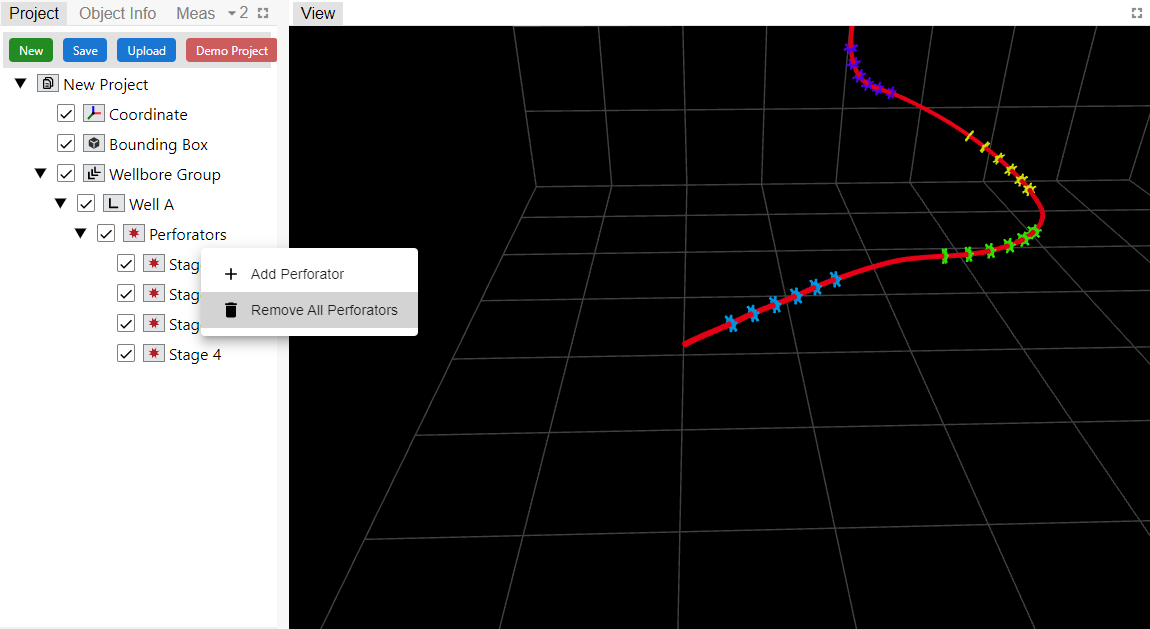 Project Object Info Meas 2 View
New Save Upload Demo Project
New Project
Coordinate
Bounding Box
Wellbore Group
Well A
Perforators
Stag
Add Perforator
Stag
Remove All Perforators
Stag
Stage 4